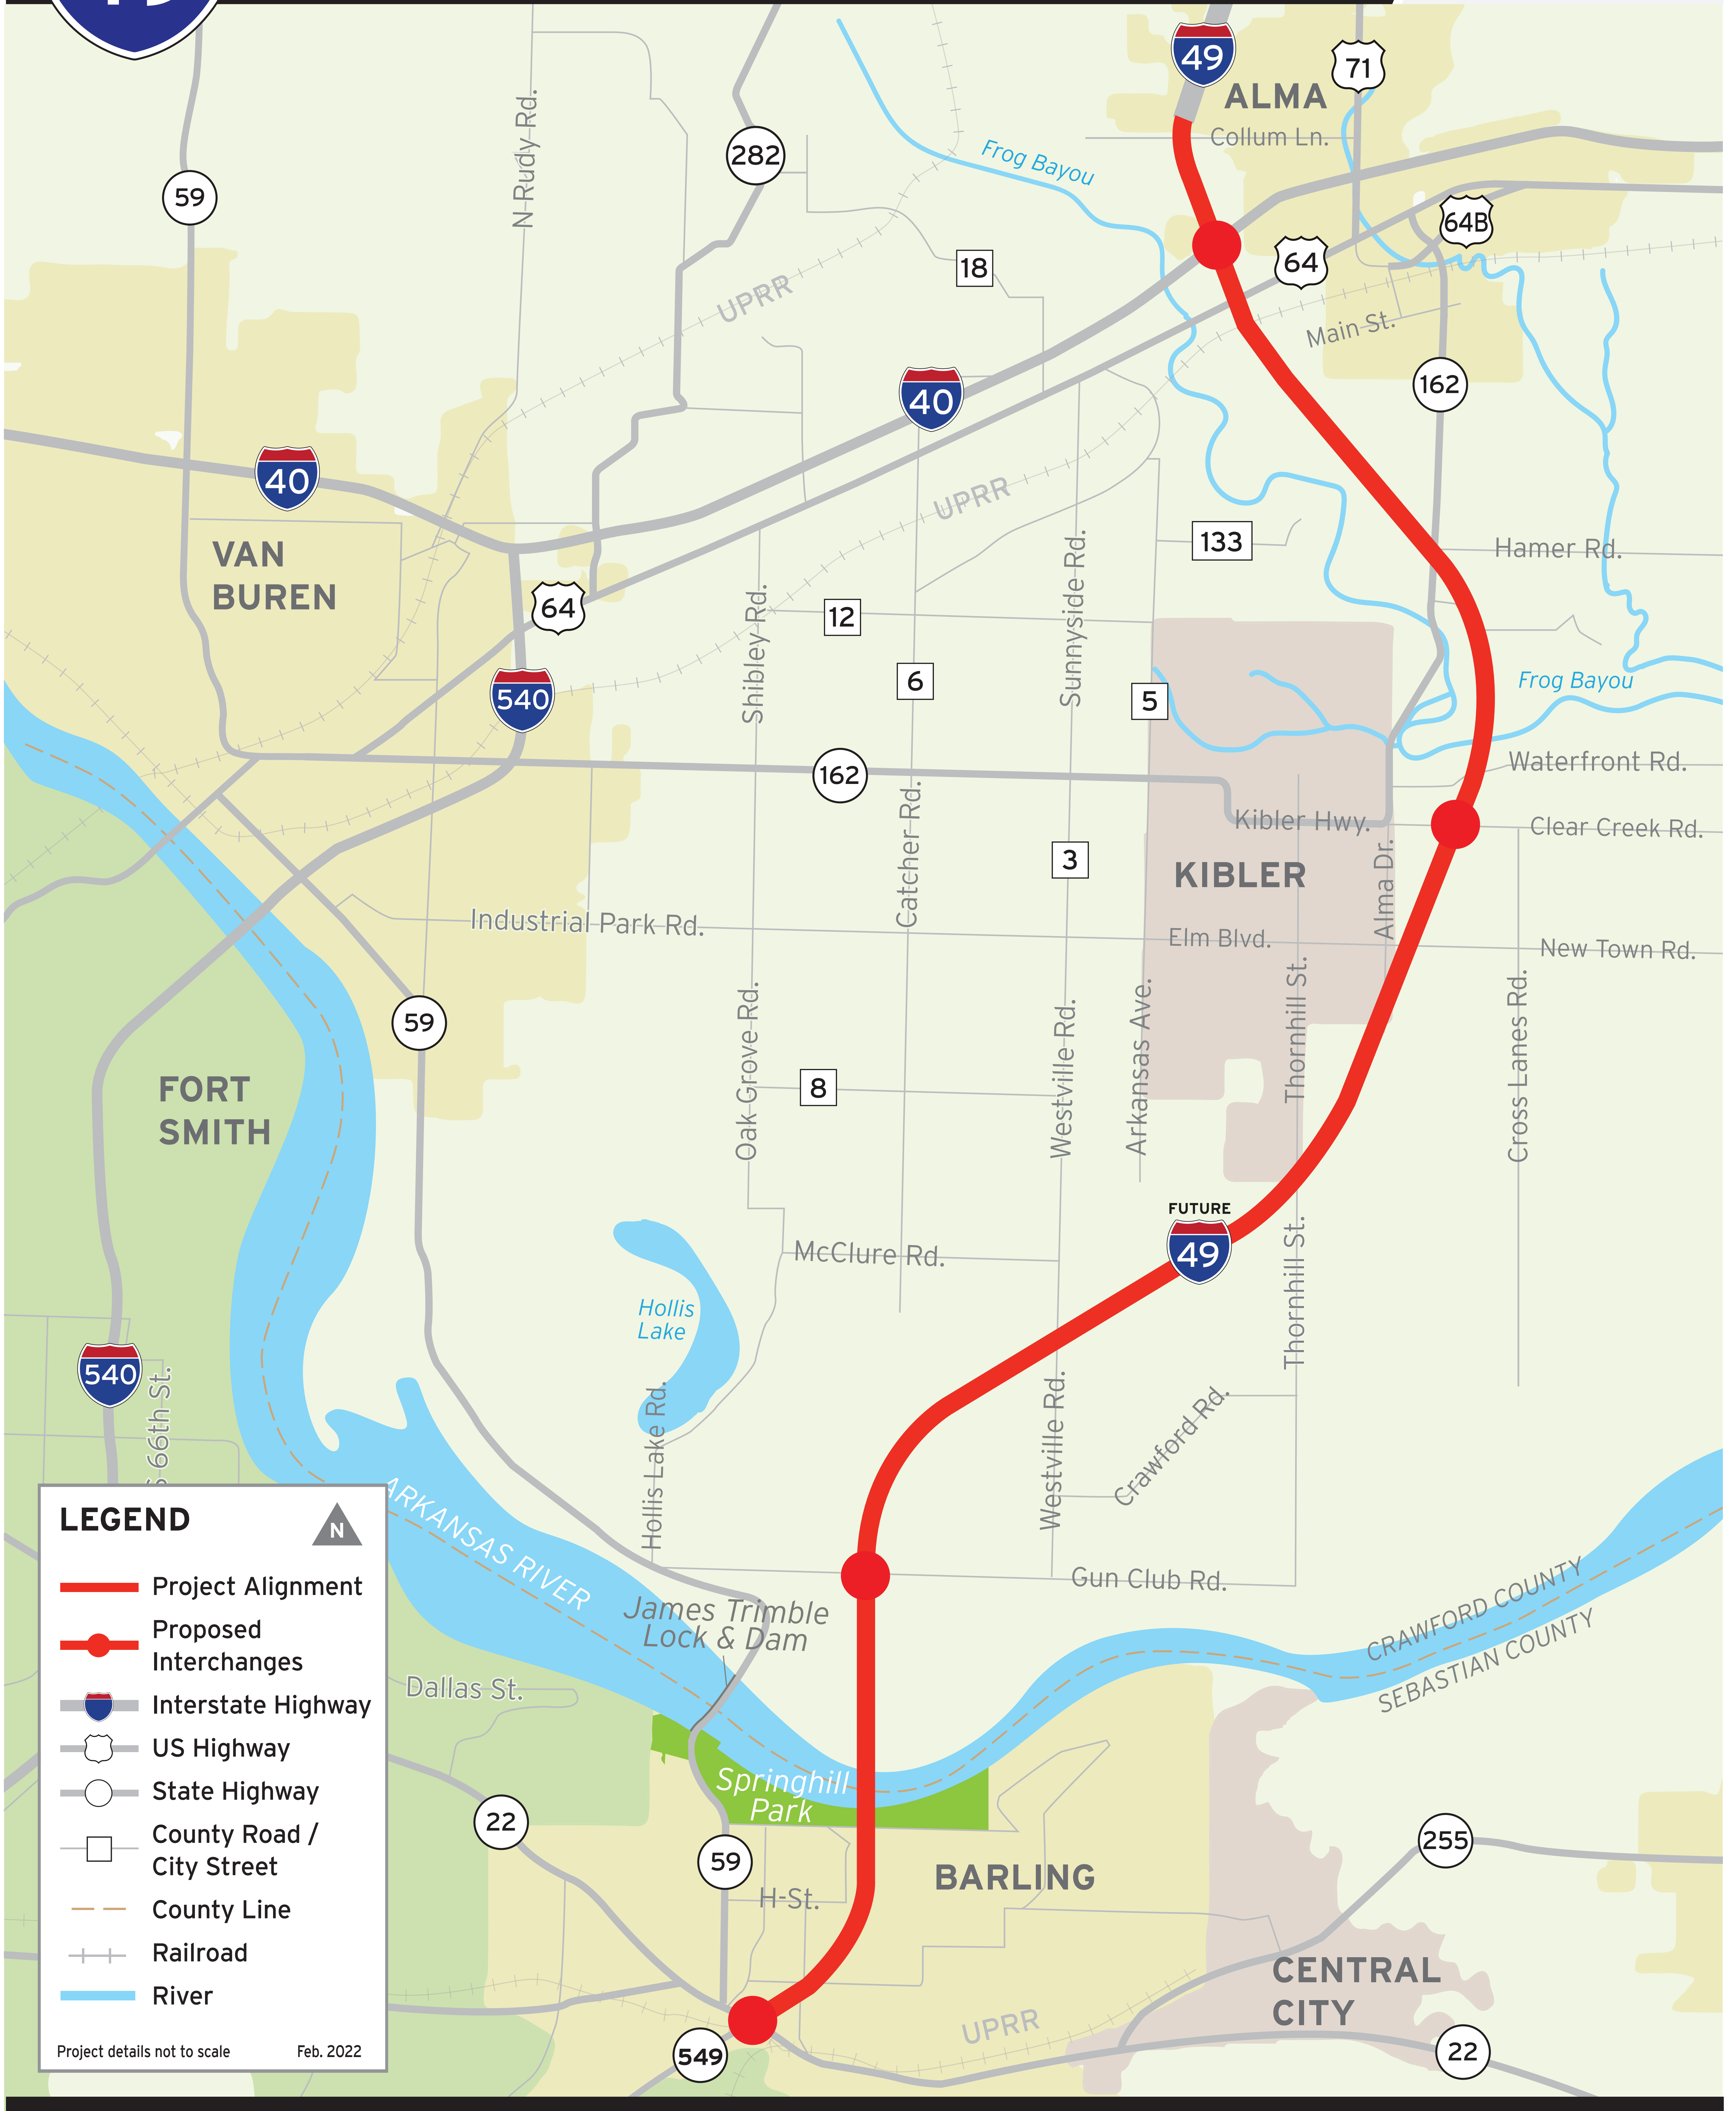 49
71
ALMA
Collum Ln.
Frog Bayou
N Rudy Rd.
282
59
64B
64
18
UPRR
Main St.
162
40
40
UPRR
VAN
BUREN
133
Hamer Rd.
64
12
Shibley Rd.
Sunnyside Rd.
6
5
540
Frog Bayou
Waterfront Rd.
162
Kibler Hwy.
Clear Creek Rd.
3
KIBLER
Catcher Rd.
Alma Dr.
Industrial Park Rd.
Elm Blvd.
New Town Rd.
59
Oak Grove Rd.
Westville Rd.
Arkansas Ave.
Thornhill St.
Cross Lanes Rd.
FORT
SMITH
8
FUTURE
49
McClure Rd.
Hollis
Lake
Thornhill St.
540
S 66th St.
Hollis Lake Rd.
Westville Rd.
Crawford Rd.
ARKANSAS RIVER
Gun Club Rd.
James Trimble
Lock & Dam
CRAWFORD COUNTY
SEBASTIAN COUNTY
Dallas St.
Springhill
Park
22
59
255
BARLING
H-St.
CENTRAL
CITY
UPRR
549
22
LEGEND
N
Project Alignment
Proposed
Interchanges
Interstate Highway
US Highway
State Highway
County Road /
City Street
County Line
Railroad
River
Project details not to scale
Feb. 2022